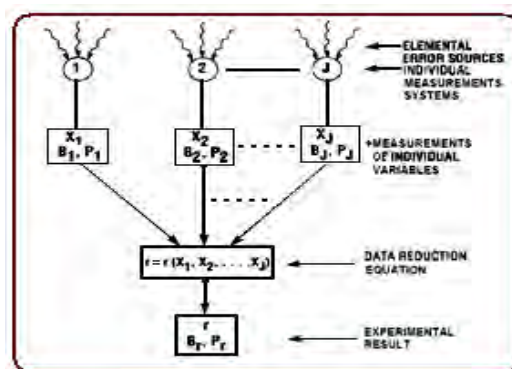 ELEMENTAL
ERROR SOURCES
1
2
J
INDIVIDUAL
MEASUREMENTS
SYSTEMS
X1
B1, P1
X2
B2, P2
XJ
BJ, PJ
+MEASUREMENTS
OF INDIVIDUAL
VARIABLES
r = r (X1, X2, . . . . , XJ)
DATA REDUCTION
EQUATION
r
Br, Pr
EXPERIMENTAL
RESULT